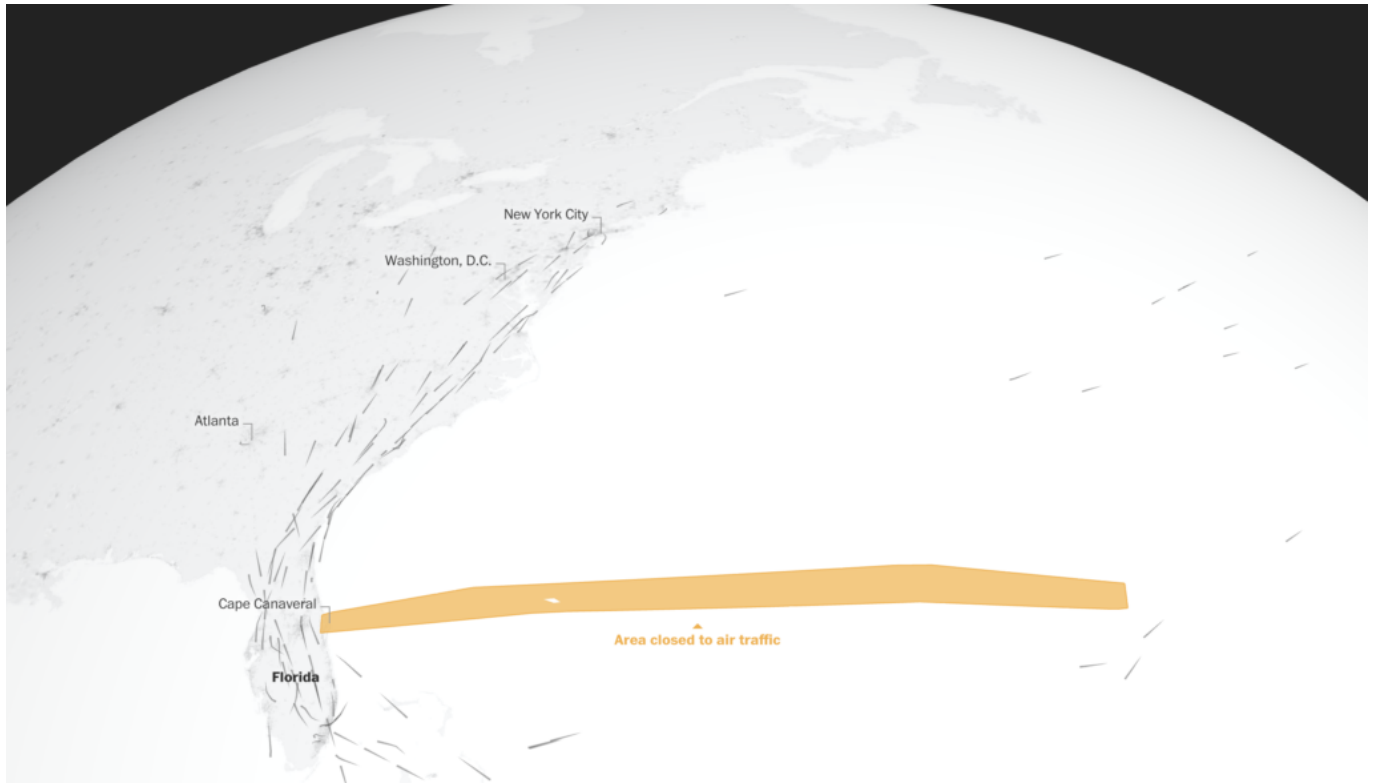 New York City
Washington, D.C.
Atlanta
Cape Canaveral
Area closed to air traffic
Florida